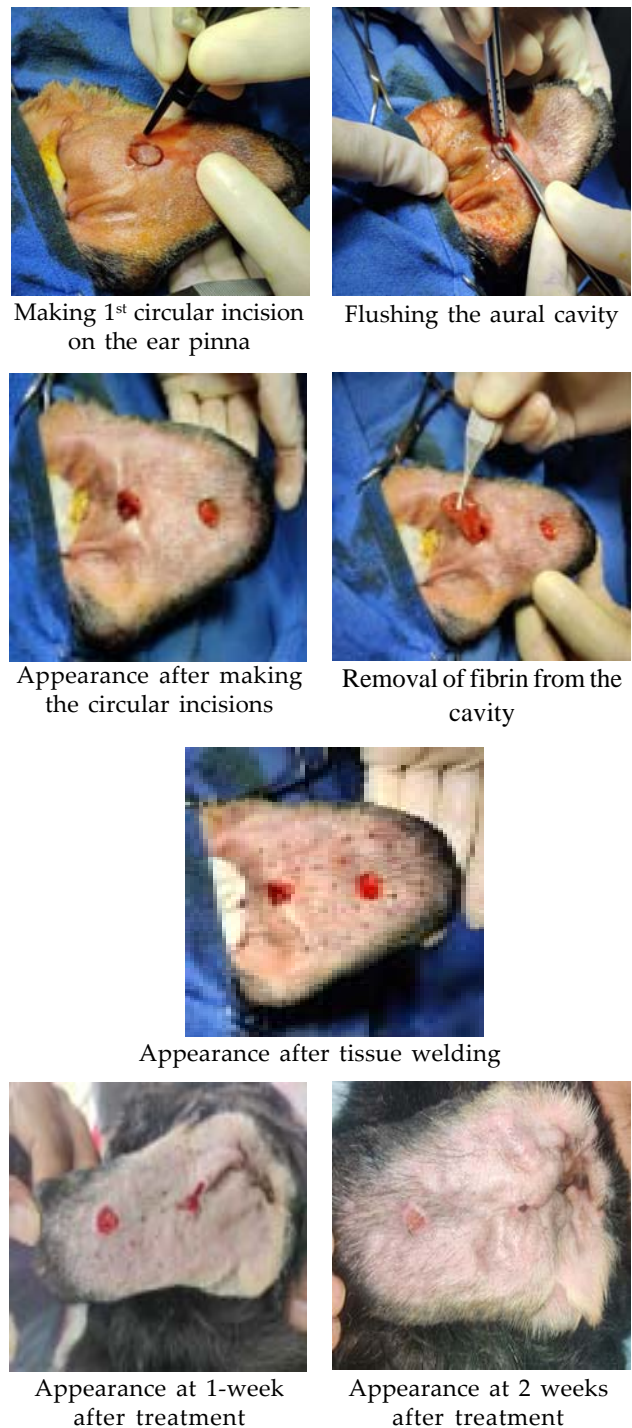 Making 1st circular incision
on the ear pinna
Flushing the aural cavity
Appearance after making
the circular incisions
Removal of fibrin from the
cavity
Appearance after tissue welding
Appearance at 1-week
after treatment
Appearance at 2 weeks
after treatment